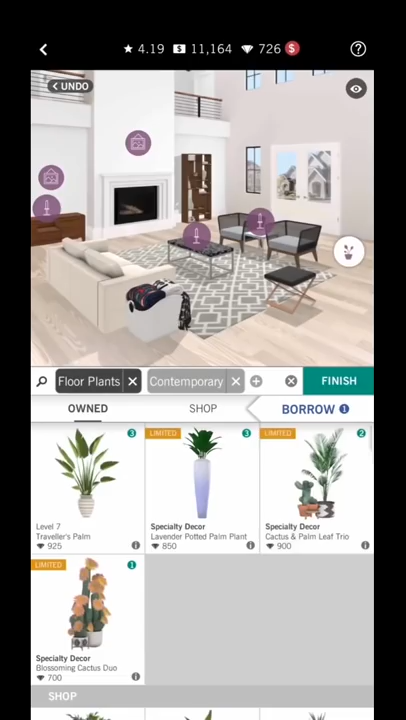 4.19 11,164 726 $ ?
< UNDO
Floor Plants × Contemporary × FINISH
OWNED SHOP BORROW 1
3 LIMITED 3 LIMITED 2
Level 7
Traveller's Palm
925
Specialty Decor
Lavender Potted Palm Plant
850
Specialty Decor
Cactus & Palm Leaf Trio
900
LIMITED 1
Specialty Decor
Blossoming Cactus Duo
700
SHOP